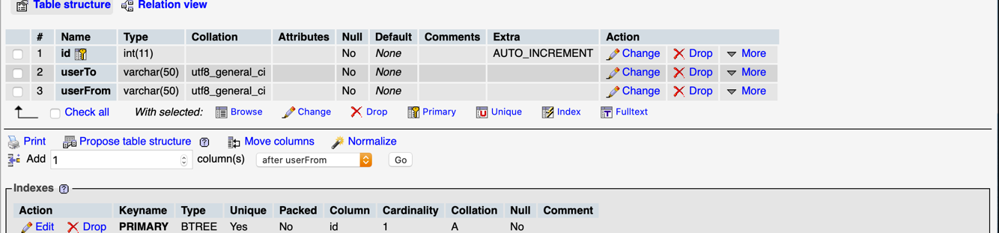 Table structure Relation view
# Name Type Collation Attributes Null Default Comments Extra Action
1 id int(11) No None AUTO_INCREMENT Change Drop More
2 userTo varchar(50) utf8_general_ci No None Change Drop More
3 userFrom varchar(50) utf8_general_ci No None Change Drop More
Check all With selected: Browse Change Drop Primary Unique Index Fulltext
Print Propose table structure Move columns Normalize
Add 1 column(s) after userFrom Go
Indexes
Action Keyname Type Unique Packed Column Cardinality Collation Null Comment
Edit Drop PRIMARY BTREE Yes No id 1 A No